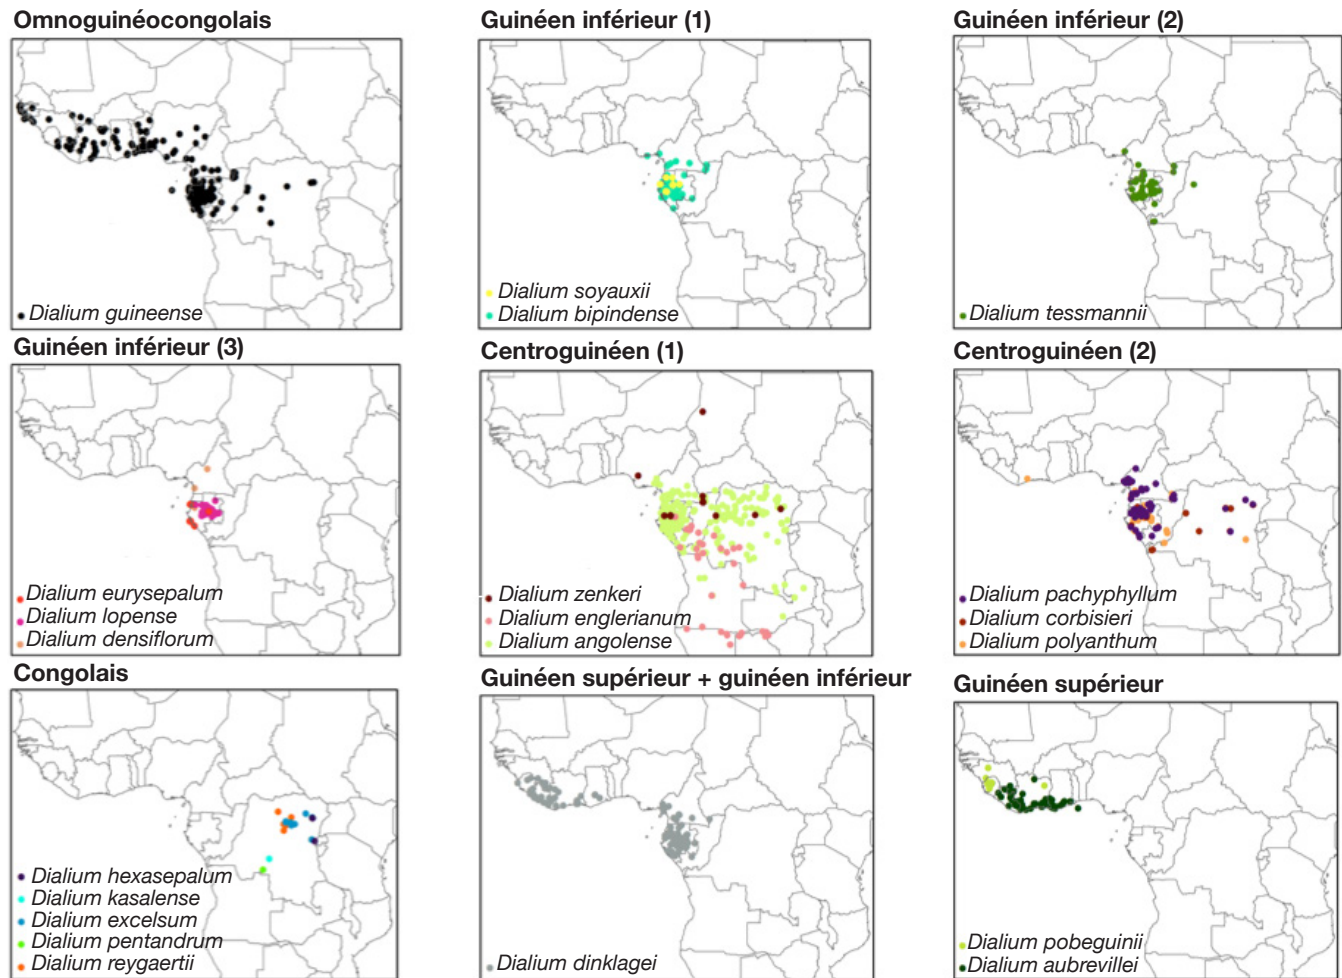 Omnoguinéocongolais
Dialium guineense
Guinéen inférieur (1)
Dialium soyauxii
Dialium bipindense
Guinéen inférieur (2)
Dialium tessmannii
Guinéen inférieur (3)
Dialium eurysepalum
Dialium lopense
Dialium densiflorum
Centroguinéen (1)
Dialium zenkeri
Dialium englerianum
Dialium angolense
Centroguinéen (2)
Dialium pachyphyllum
Dialium corbisieri
Dialium polyanthum
Congolais
Dialium hexasepalum
Dialium kasalense
Dialium excelsum
Dialium pentandrum
Dialium reygaertii
Guinéen supérieur + guinéen inférieur
Dialium dinklagei
Guinéen supérieur
Dialium pobeguinii
Dialium aubrevillei